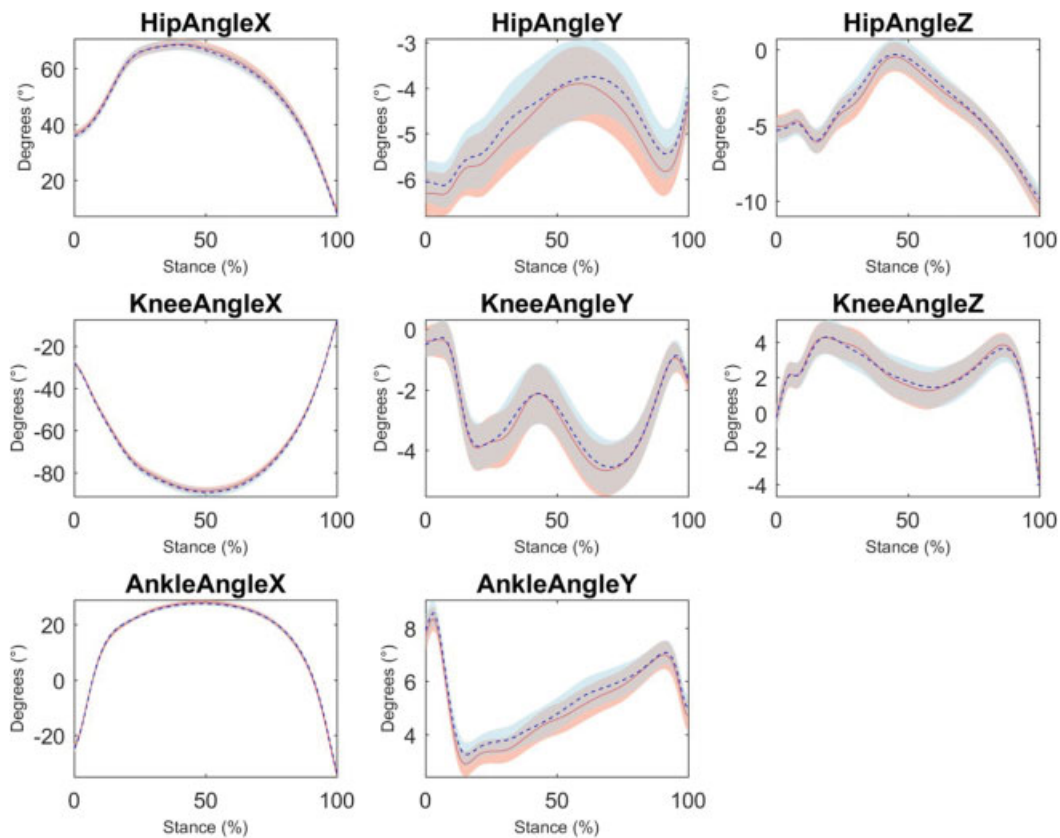 HipAngleX HipAngleY HipAngleZ
Degrees (°) 60 40 20 Degrees (°) -3 -4 -5 -6 Degrees (°) 0 -5 -10
0 50 100 0 50 100 0 50 100
Stance (%) Stance (%) Stance (%)
KneeAngleX KneeAngleY KneeAngleZ
Degrees (°) -20 -40 -60 -80 Degrees (°) 0 -2 -4 Degrees (°) 4 2 0 -2 -4
0 50 100 0 50 100 0 50 100
Stance (%) Stance (%) Stance (%)
AnkleAngleX AnkleAngleY
Degrees (°) 20 0 -20 Degrees (°) 8 6 4
0 50 100 0 50 100
Stance (%) Stance (%)